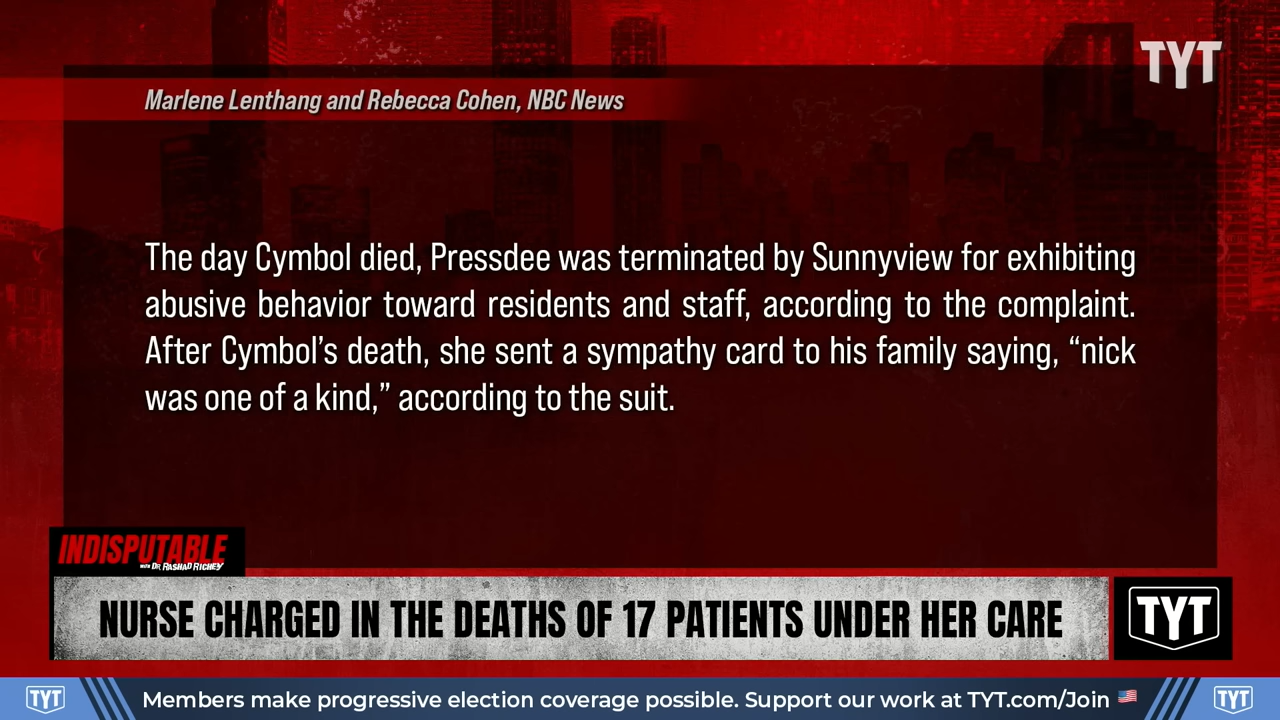 TYT
Marlene Lenthang and Rebecca Cohen, NBC News
The day Cymbol died, Pressdee was terminated by Sunnyview for exhibiting
abusive behavior toward residents and staff, according to the complaint.
After Cymbol’s death, she sent a sympathy card to his family saying, “nick
was one of a kind,” according to the suit.
INDISPUTABLE
WITH DR. RASHAD RICHEY
NURSE CHARGED IN THE DEATHS OF 17 PATIENTS UNDER HER CARE
TYT
TYT
Members make progressive election coverage possible. Support our work at TYT.com/Join 🇺🇸
TYT